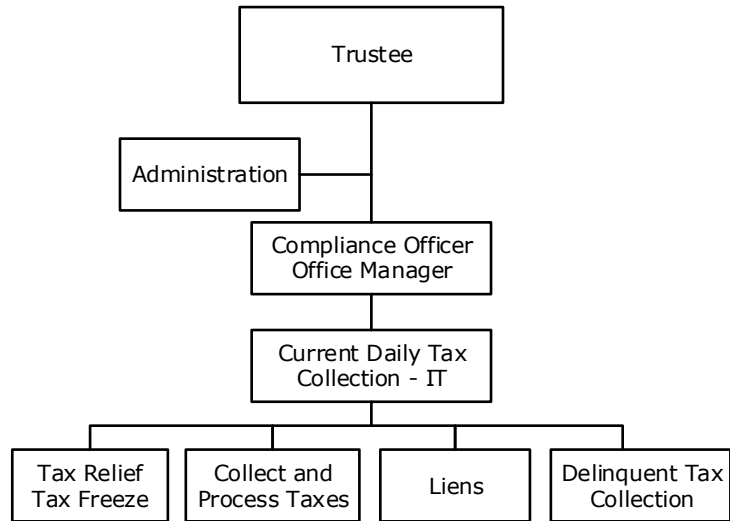 Trustee
Administration
Compliance Officer
Office Manager
Current Daily Tax
Collection - IT
Tax Relief
Tax Freeze
Collect and
Process Taxes
Liens
Delinquent Tax
Collection